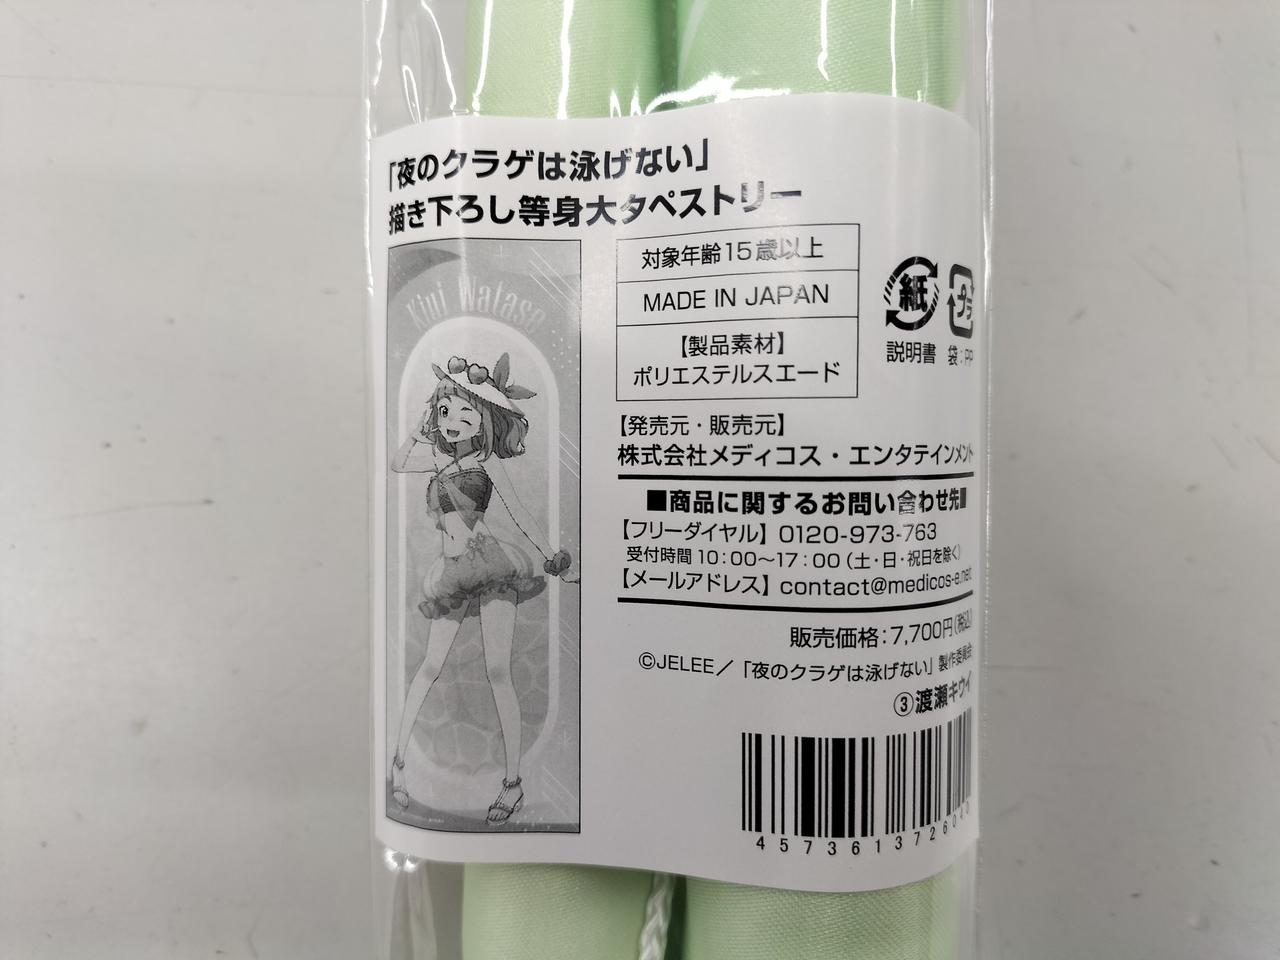 「夜のクラゲは泳げない」
描き下ろし等身大タペストリー
Kiui Watase
対象年齢15歳以上
MADE IN JAPAN
【製品素材】
ポリエステルスエード
紙
説明書
プラ
袋：PP
【発売元・販売元】
株式会社メディコス・エンタテインメント
■商品に関するお問い合わせ先■
【フリーダイヤル】0120-973-763
受付時間 10：00～17：00（土・日・祝日を除く）
【メールアドレス】contact@medicos-e.net
販売価格：7,700円（税込）
©JELEE／「夜のクラゲは泳げない」製作委員会
③渡瀬キウイ
4573613726040